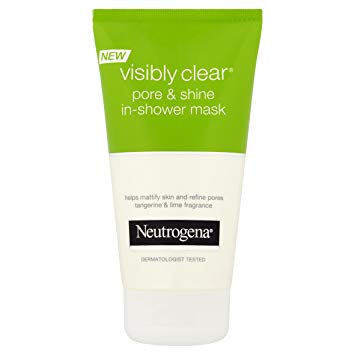 NEW
visibly clear®
pore & shine
in-shower mask
helps mattify skin and refine pores
tangerine & lime fragrance
Neutrogena®
DERMATOLOGIST TESTED